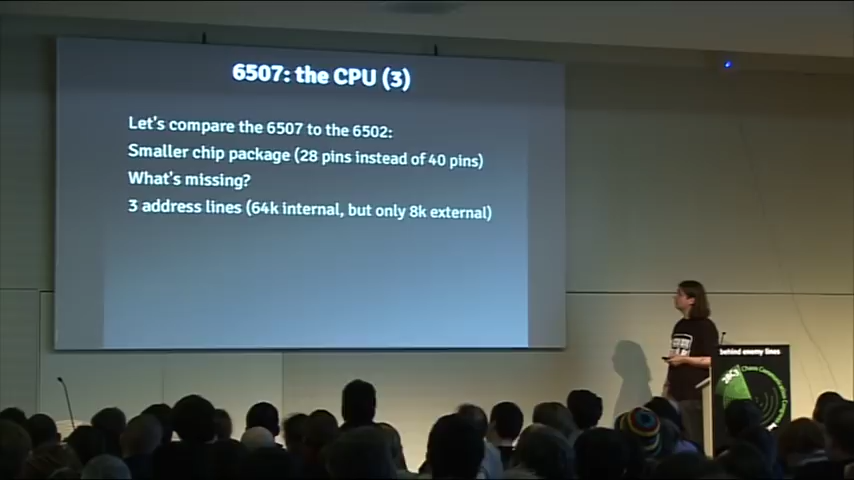 6507: the CPU (3)
Let's compare the 6507 to the 6502:
Smaller chip package (28 pins instead of 40 pins)
What's missing?
3 address lines (64k internal, but only 8k external)
behind enemy lines
28C3